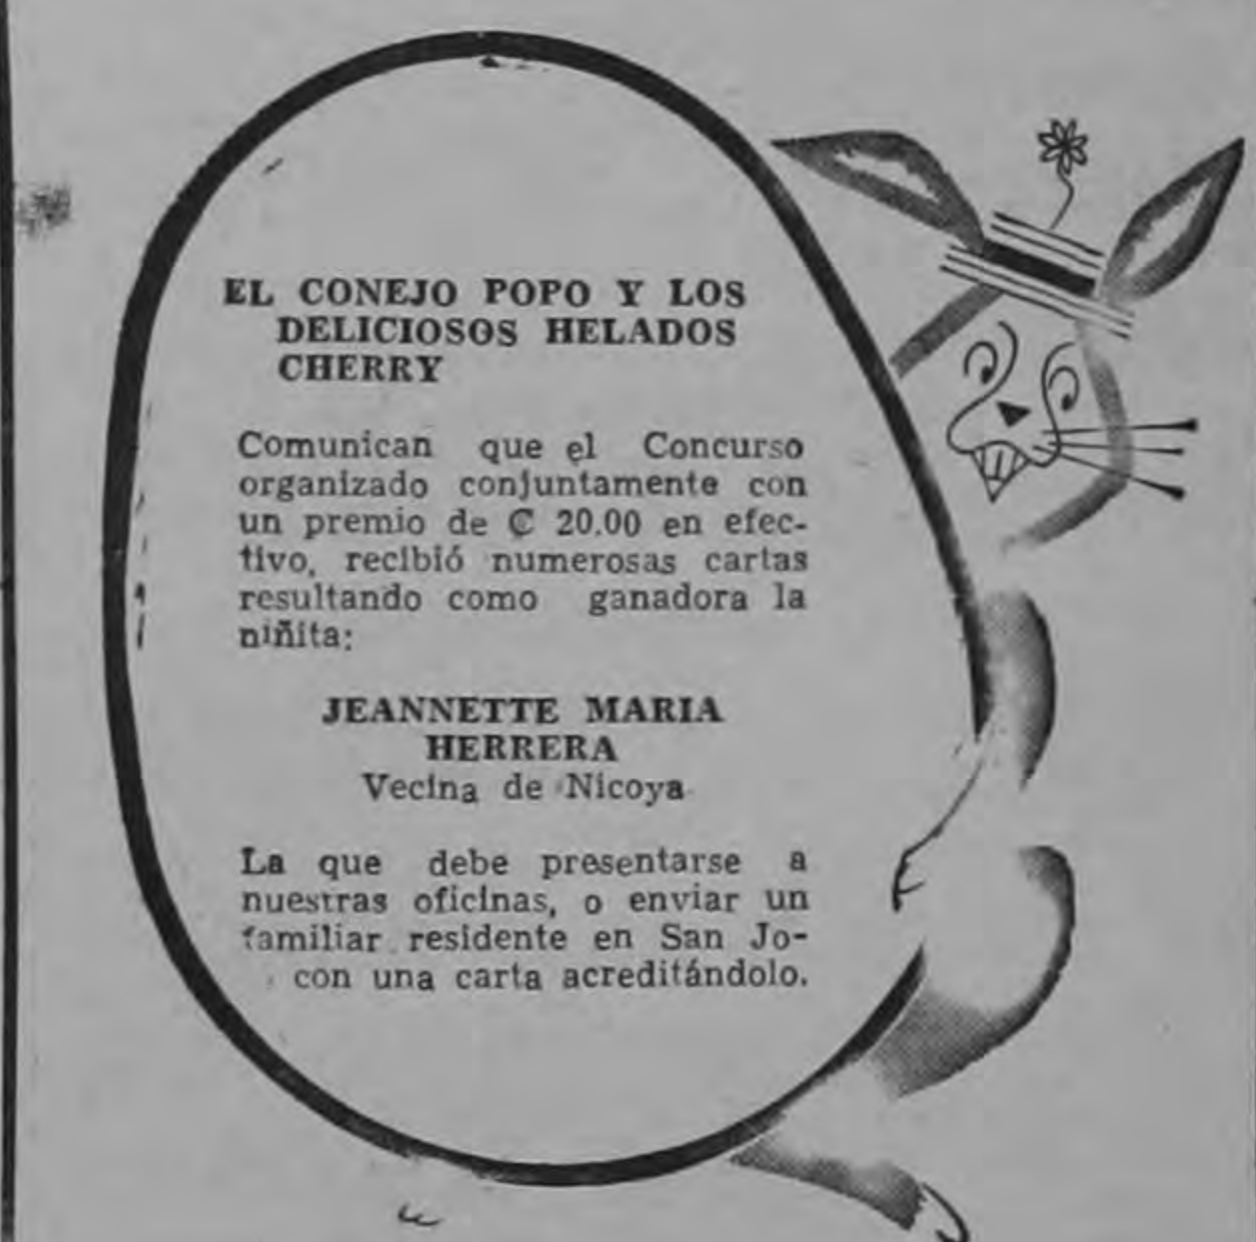 EL CONEJO POPO Y LOS
DELICIOSOS HELADOS
CHERRY
Comunican que el Concurso
organizado conjuntamente con
un premio de ₡ 20.00 en efec-
tivo, recibió numerosas cartas
resultando como ganadora la
niñita:
JEANNETTE MARIA
HERRERA
Vecina de Nicoya
La que debe presentarse a
nuestras oficinas, o enviar un
familiar residente en San Jo-
con una carta acreditándolo.